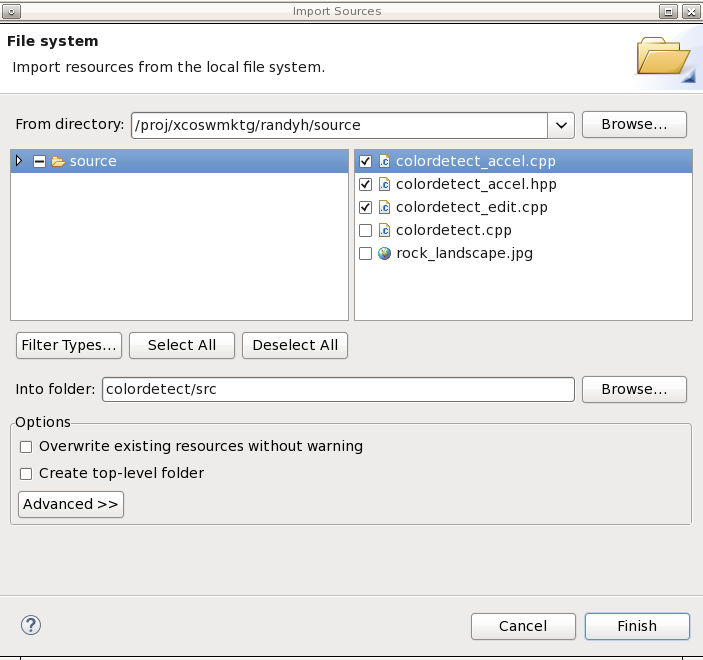 Import Sources
File system
Import resources from the local file system.
From directory: /proj/xcoswmktg/randyh/source Browse...
source
colordetect_accel.cpp
colordetect_accel.hpp
colordetect_edit.cpp
colordetect.cpp
rock_landscape.jpg
Filter Types... Select All Deselect All
Into folder: colordetect/src Browse...
Options
Overwrite existing resources without warning
Create top-level folder
Advanced >>
? Cancel Finish